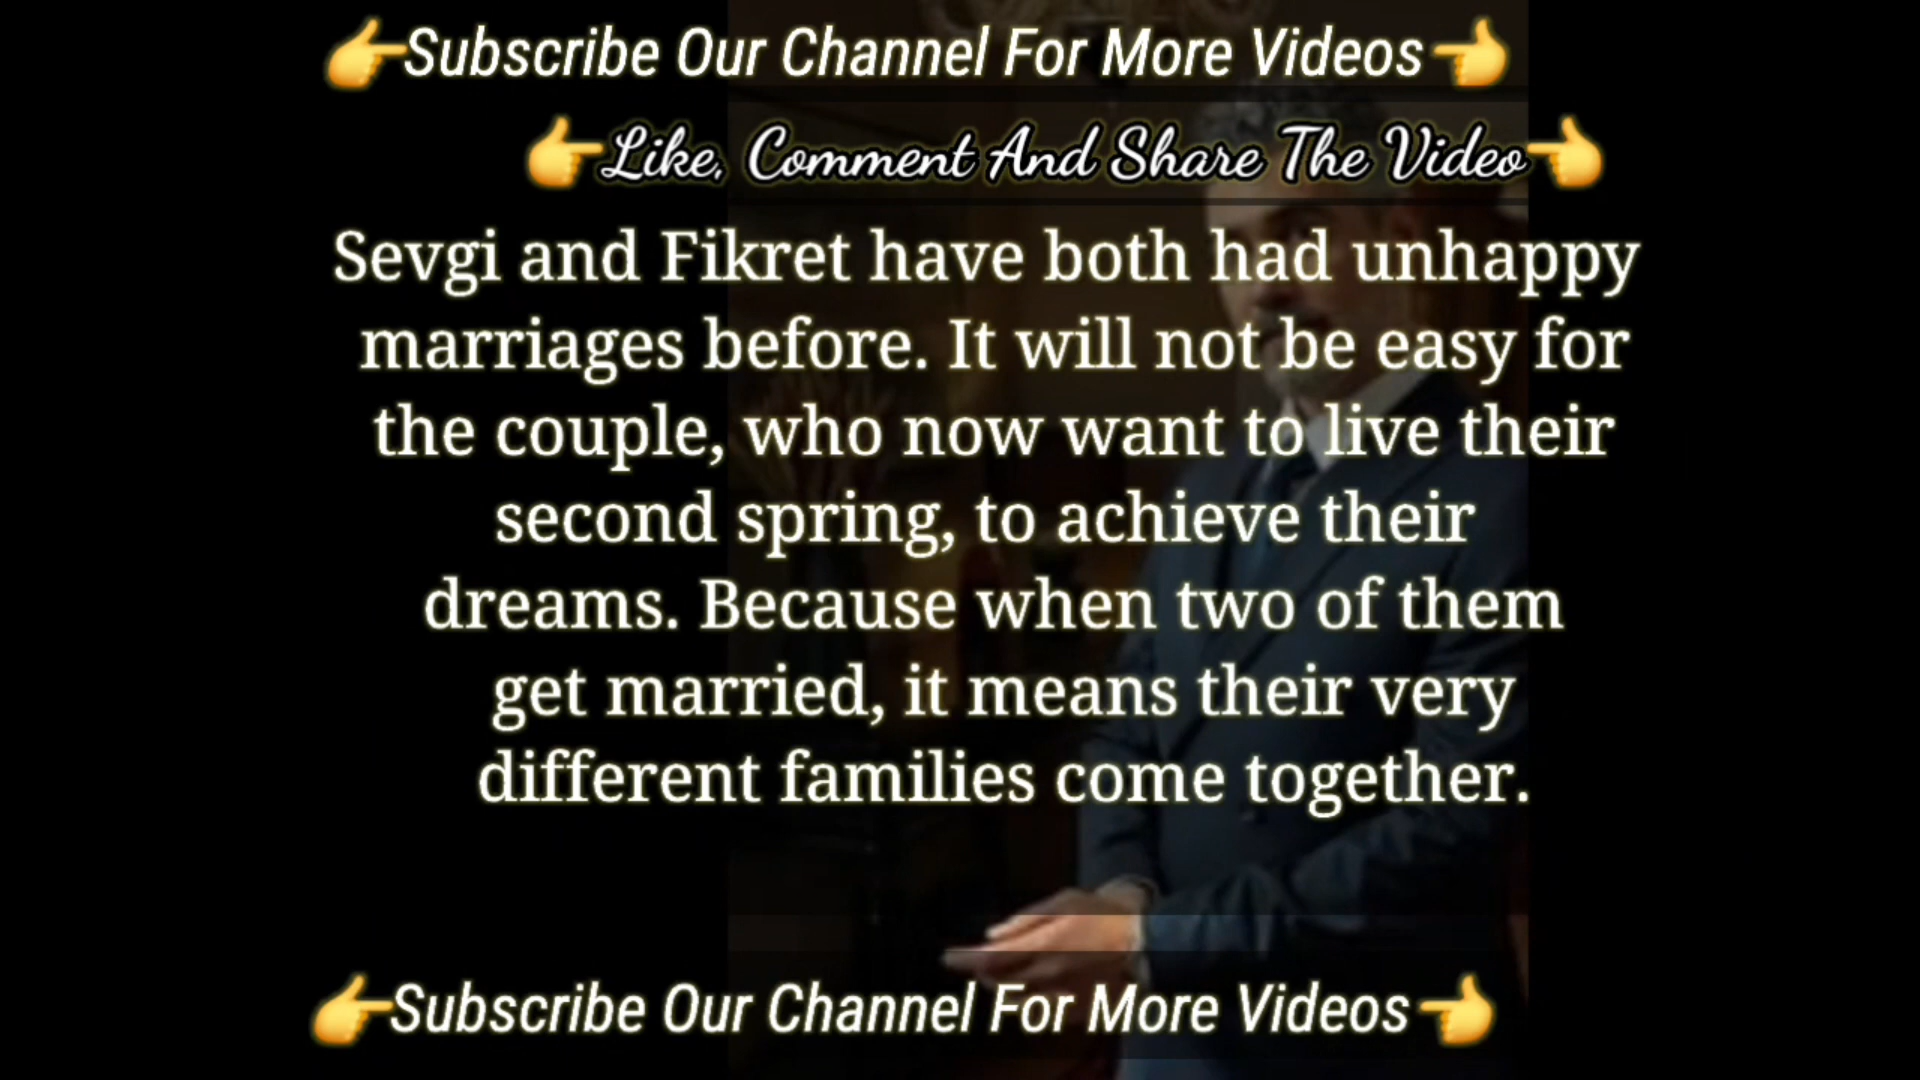 👉Subscribe Our Channel For More Videos👈
👉Like, Comment And Share The Video👈
Sevgi and Fikret have both had unhappy
marriages before. It will not be easy for
the couple, who now want to live their
second spring, to achieve their
dreams. Because when two of them
get married, it means their very
different families come together.
👉Subscribe Our Channel For More Videos👈